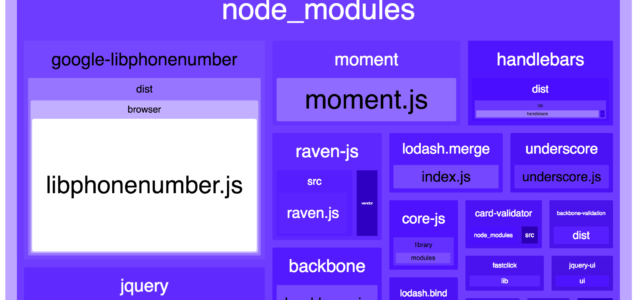 node_modules
google-libphonenumber
dist
browser
libphonenumber.js
jquery
moment
moment.js
handlebars
dist
cjs
handlebars
raven-js
src
raven.js
vendor
backbone
lodash.merge
index.js
underscore
underscore.js
core-js
library
modules
card-validator
node_modules
src
backbone-validation
dist
fastclick
lib
jquery-ui
ui
lodash.bind